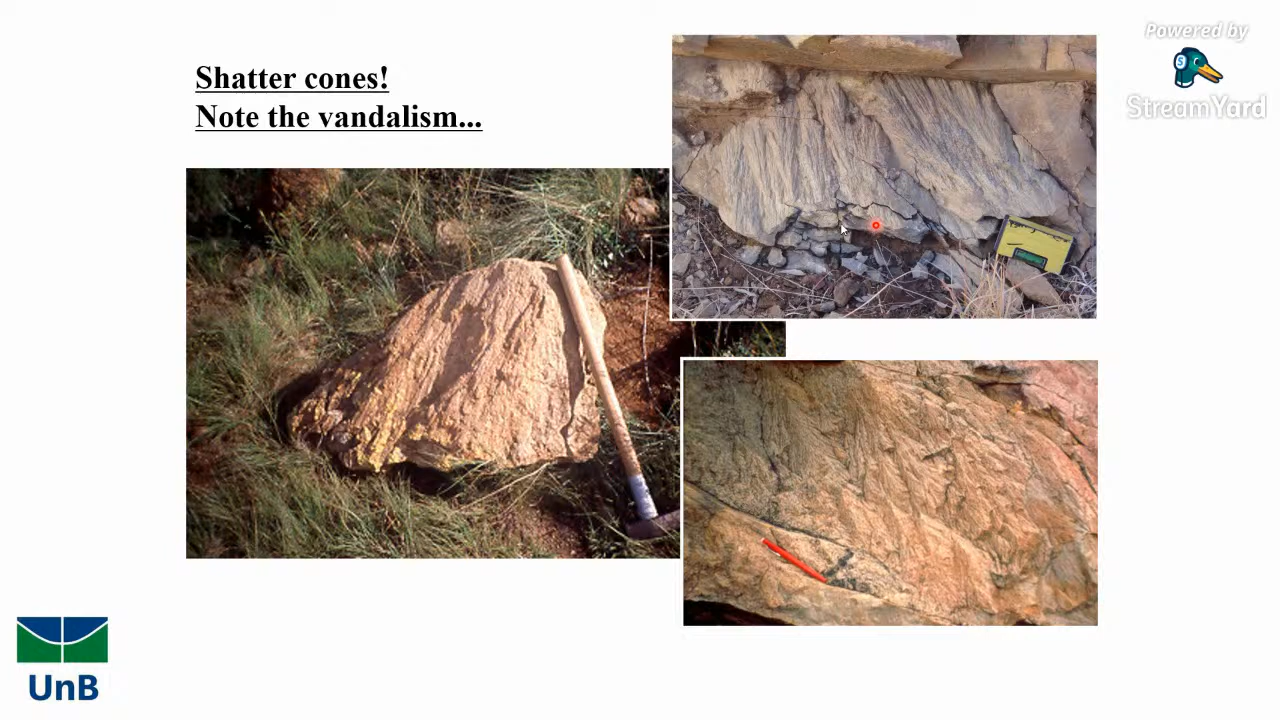 Shatter cones!
Note the vandalism...
Powered by
StreamYard
UnB